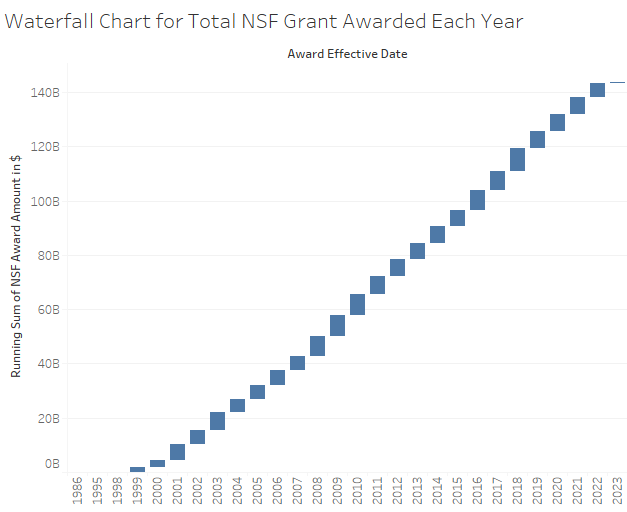 Waterfall Chart for Total NSF Grant Awarded Each Year
Award Effective Date
Running Sum of NSF Award Amount in $
140B
120B
100B
80B
60B
40B
20B
0B
1986
1995
1998
1999
2000
2001
2002
2003
2004
2005
2006
2007
2008
2009
2010
2011
2012
2013
2014
2015
2016
2017
2018
2019
2020
2021
2022
2023